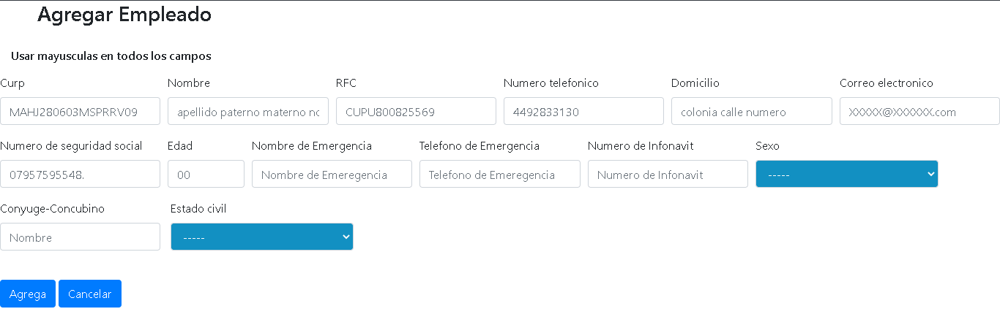 Agregar Empleado
Usar mayusculas en todos los campos
Curp Nombre RFC Numero telefonico Domicilio Correo electronico
MAHJ280603MSPRRV09 apellido paterno materno no CUPU800825569 4492833130 colonia calle numero XXXXX@XXXXXX.com
Numero de seguridad social Edad Nombre de Emergencia Telefono de Emergencia Numero de Infonavit Sexo
07957595548. 00 Nombre de Emeregencia Telefono de Emeregencia Numero de Infonavit -----
Conyuge-Concubino Estado civil
Nombre -----
Agrega Cancelar